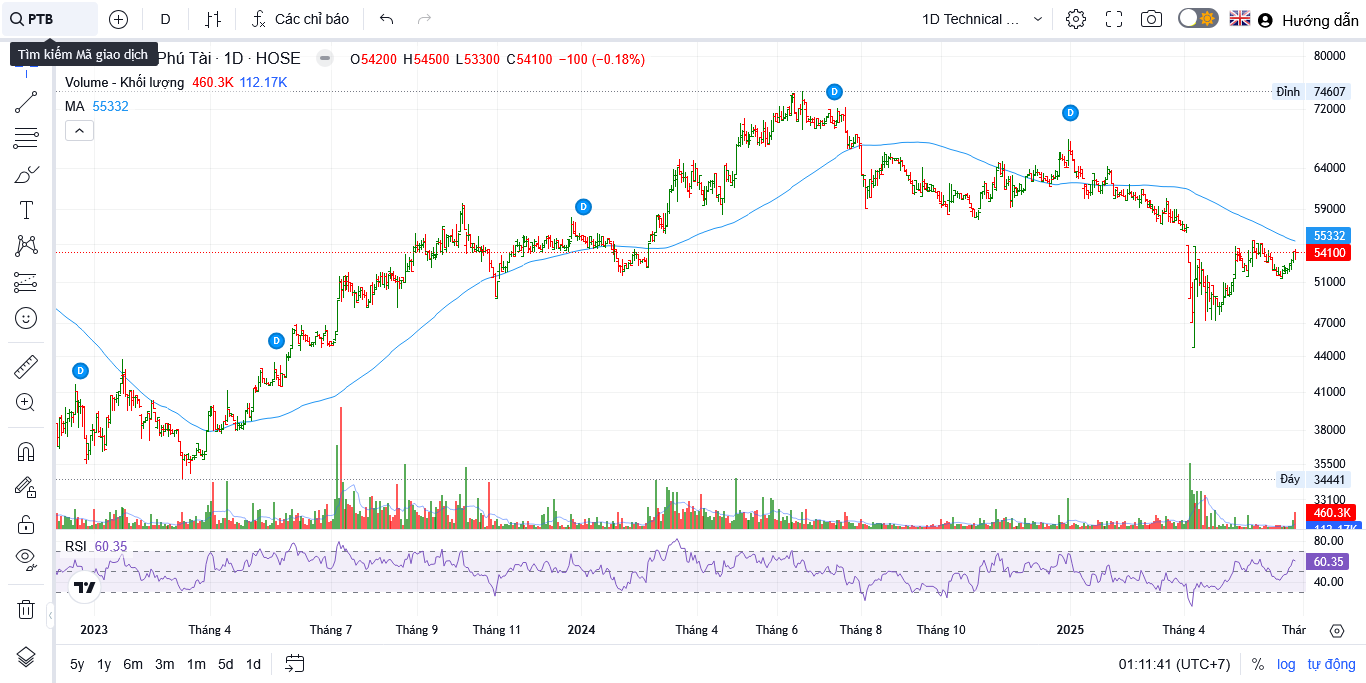 PTB
D
Các chỉ báo
1D Technical ...
Hướng dẫn
Tìm kiếm Mã giao dịch
Phú Tài · 1D · HOSE
O54200 H54500 L53300 C54100 −100 (−0.18%)
Volume - Khối lượng 460.3K 112.17K
MA 55332
80000
Đỉnh 74607
72000
64000
59000
55332
54100
51000
47000
44000
41000
38000
35500
Đáy 34441
33100
460.3K
112.17K
D
D
D
D
D
RSI 60.35
80.00
60.35
40.00
2023
Tháng 4
Tháng 7
Tháng 9
Tháng 11
2024
Tháng 4
Tháng 6
Tháng 8
Tháng 10
2025
Tháng 4
Thár
5y 1y 6m 3m 1m 5d 1d
01:11:41 (UTC+7)
% log tự động